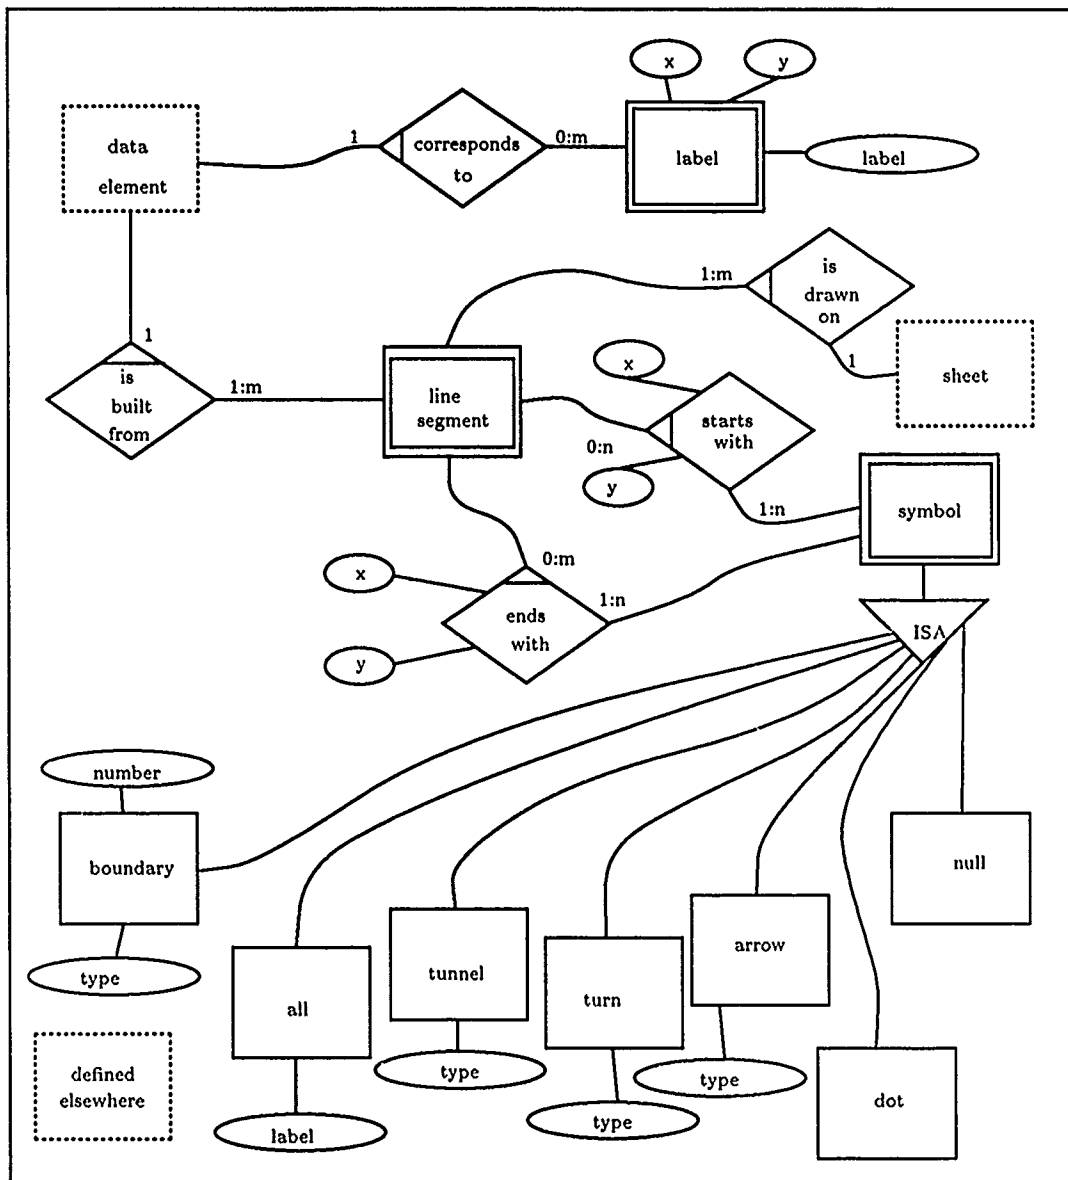 x
y
data
element
1
corresponds
to
0:m
label
label
1:m
is
drawn
on
1
sheet
1
is
built
from
1:m
line
segment
x
starts
with
0:n
y
1:n
symbol
0:m
x
ends
with
1:n
y
ISA
number
boundary
type
null
arrow
type
tunnel
type
turn
type
all
label
dot
defined
elsewhere